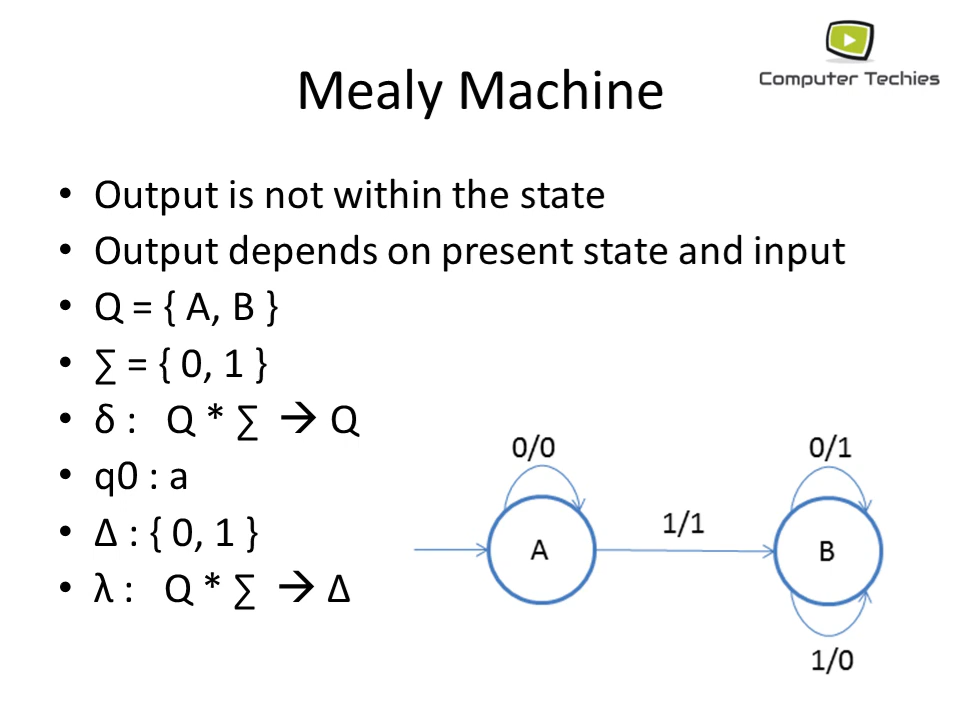 Computer Techies
Mealy Machine
• Output is not within the state
• Output depends on present state and input
• Q = { A, B }
• ∑ = { 0, 1 }
• δ : Q * ∑ → Q
• q0 : a
• Δ : { 0, 1 }
• λ : Q * ∑ → Δ
0/0
0/1
1/1
A
B
1/0